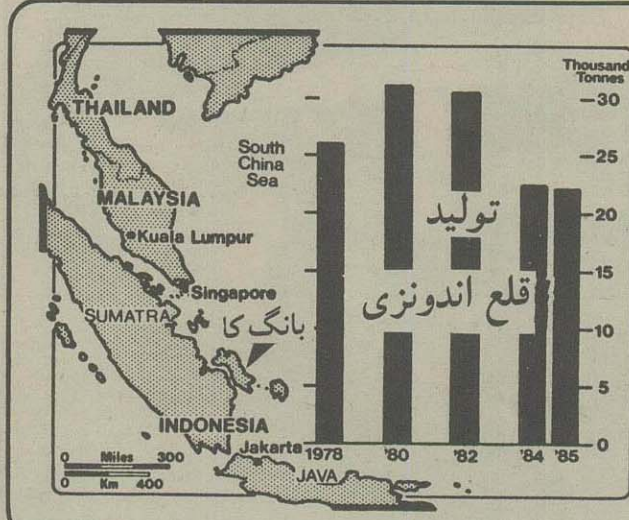 THAILAND
MALAYSIA
Kuala Lumpur
Singapore
SUMATRA
بانگ کا
INDONESIA
Jakarta
JAVA
South
China
Sea
0 Miles 300
0 Km 400
Thousand
Tonnes
30
25
20
15
10
5
0
تولید
قلع اندونزی
1978 '80 '82 '84 '85